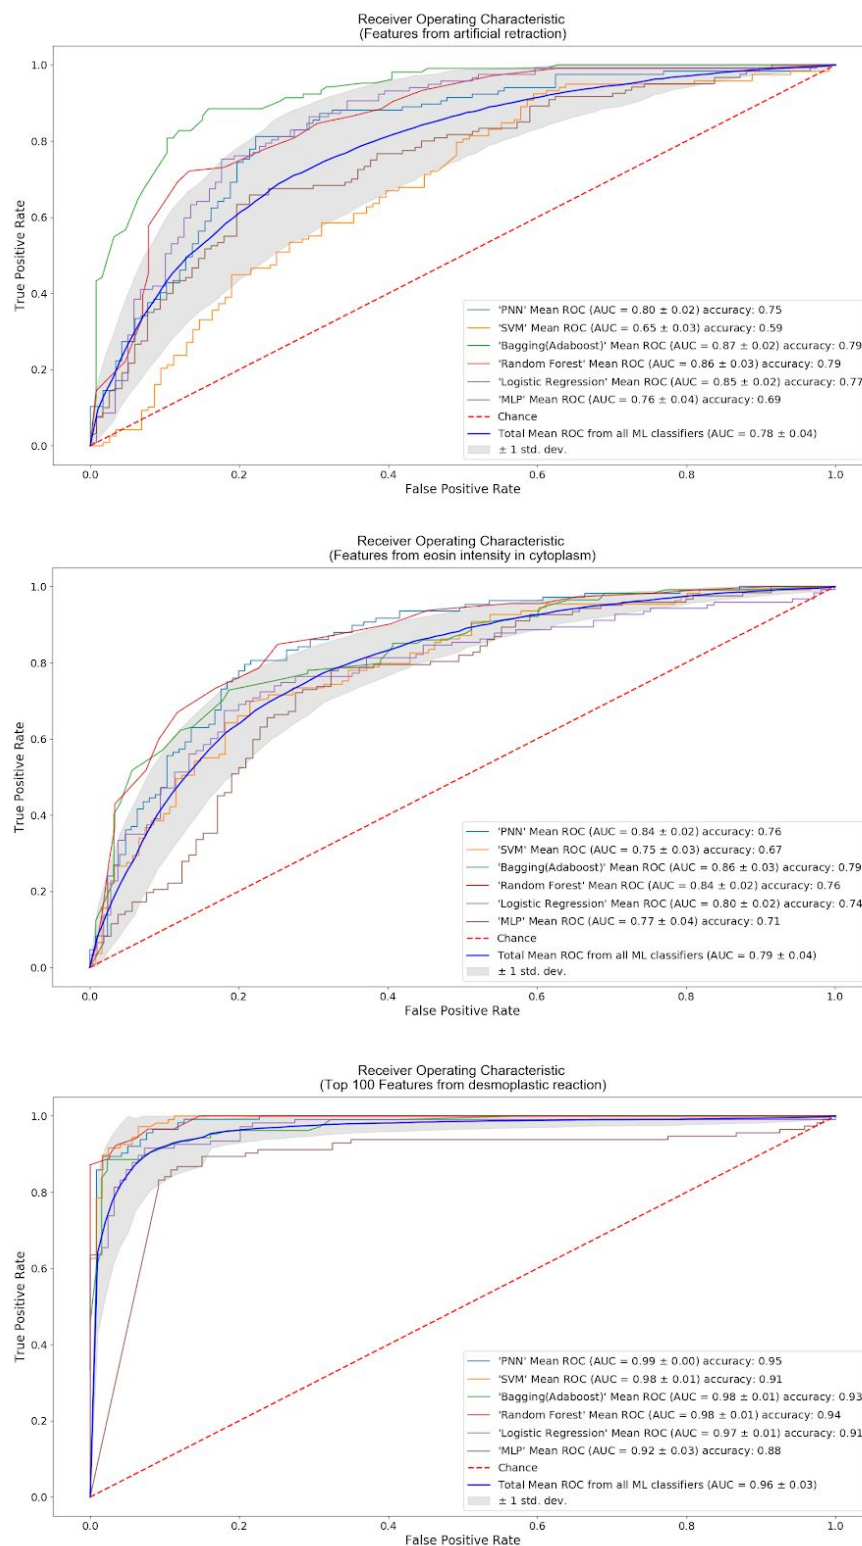 Receiver Operating Characteristic
(Features from artificial retraction)
True Positive Rate
1.0
0.8
0.6
0.4
0.2
0.0
'PNN' Mean ROC (AUC = 0.80 ± 0.02) accuracy: 0.75
'SVM' Mean ROC (AUC = 0.65 ± 0.03) accuracy: 0.59
'Bagging(Adaboost)' Mean ROC (AUC = 0.87 ± 0.02) accuracy: 0.79
'Random Forest' Mean ROC (AUC = 0.86 ± 0.03) accuracy: 0.79
'Logistic Regression' Mean ROC (AUC = 0.85 ± 0.02) accuracy: 0.77
'MLP' Mean ROC (AUC = 0.76 ± 0.04) accuracy: 0.69
Chance
Total Mean ROC from all ML classifiers (AUC = 0.78 ± 0.04)
± 1 std. dev.
0.0 0.2 0.4 0.6 0.8 1.0
False Positive Rate
Receiver Operating Characteristic
(Features from eosin intensity in cytoplasm)
True Positive Rate
1.0
0.8
0.6
0.4
0.2
0.0
'PNN' Mean ROC (AUC = 0.84 ± 0.02) accuracy: 0.76
'SVM' Mean ROC (AUC = 0.75 ± 0.03) accuracy: 0.67
'Bagging(Adaboost)' Mean ROC (AUC = 0.86 ± 0.03) accuracy: 0.79
'Random Forest' Mean ROC (AUC = 0.84 ± 0.02) accuracy: 0.76
'Logistic Regression' Mean ROC (AUC = 0.80 ± 0.02) accuracy: 0.74
'MLP' Mean ROC (AUC = 0.77 ± 0.04) accuracy: 0.71
Chance
Total Mean ROC from all ML classifiers (AUC = 0.79 ± 0.04)
± 1 std. dev.
0.0 0.2 0.4 0.6 0.8 1.0
False Positive Rate
Receiver Operating Characteristic
(Top 100 Features from desmoplastic reaction)
True Positive Rate
1.0
0.8
0.6
0.4
0.2
0.0
'PNN' Mean ROC (AUC = 0.99 ± 0.00) accuracy: 0.95
'SVM' Mean ROC (AUC = 0.98 ± 0.01) accuracy: 0.91
'Bagging(Adaboost)' Mean ROC (AUC = 0.98 ± 0.01) accuracy: 0.93
'Random Forest' Mean ROC (AUC = 0.98 ± 0.01) accuracy: 0.94
'Logistic Regression' Mean ROC (AUC = 0.97 ± 0.01) accuracy: 0.91
'MLP' Mean ROC (AUC = 0.92 ± 0.03) accuracy: 0.88
Chance
Total Mean ROC from all ML classifiers (AUC = 0.96 ± 0.03)
± 1 std. dev.
0.0 0.2 0.4 0.6 0.8 1.0
False Positive Rate